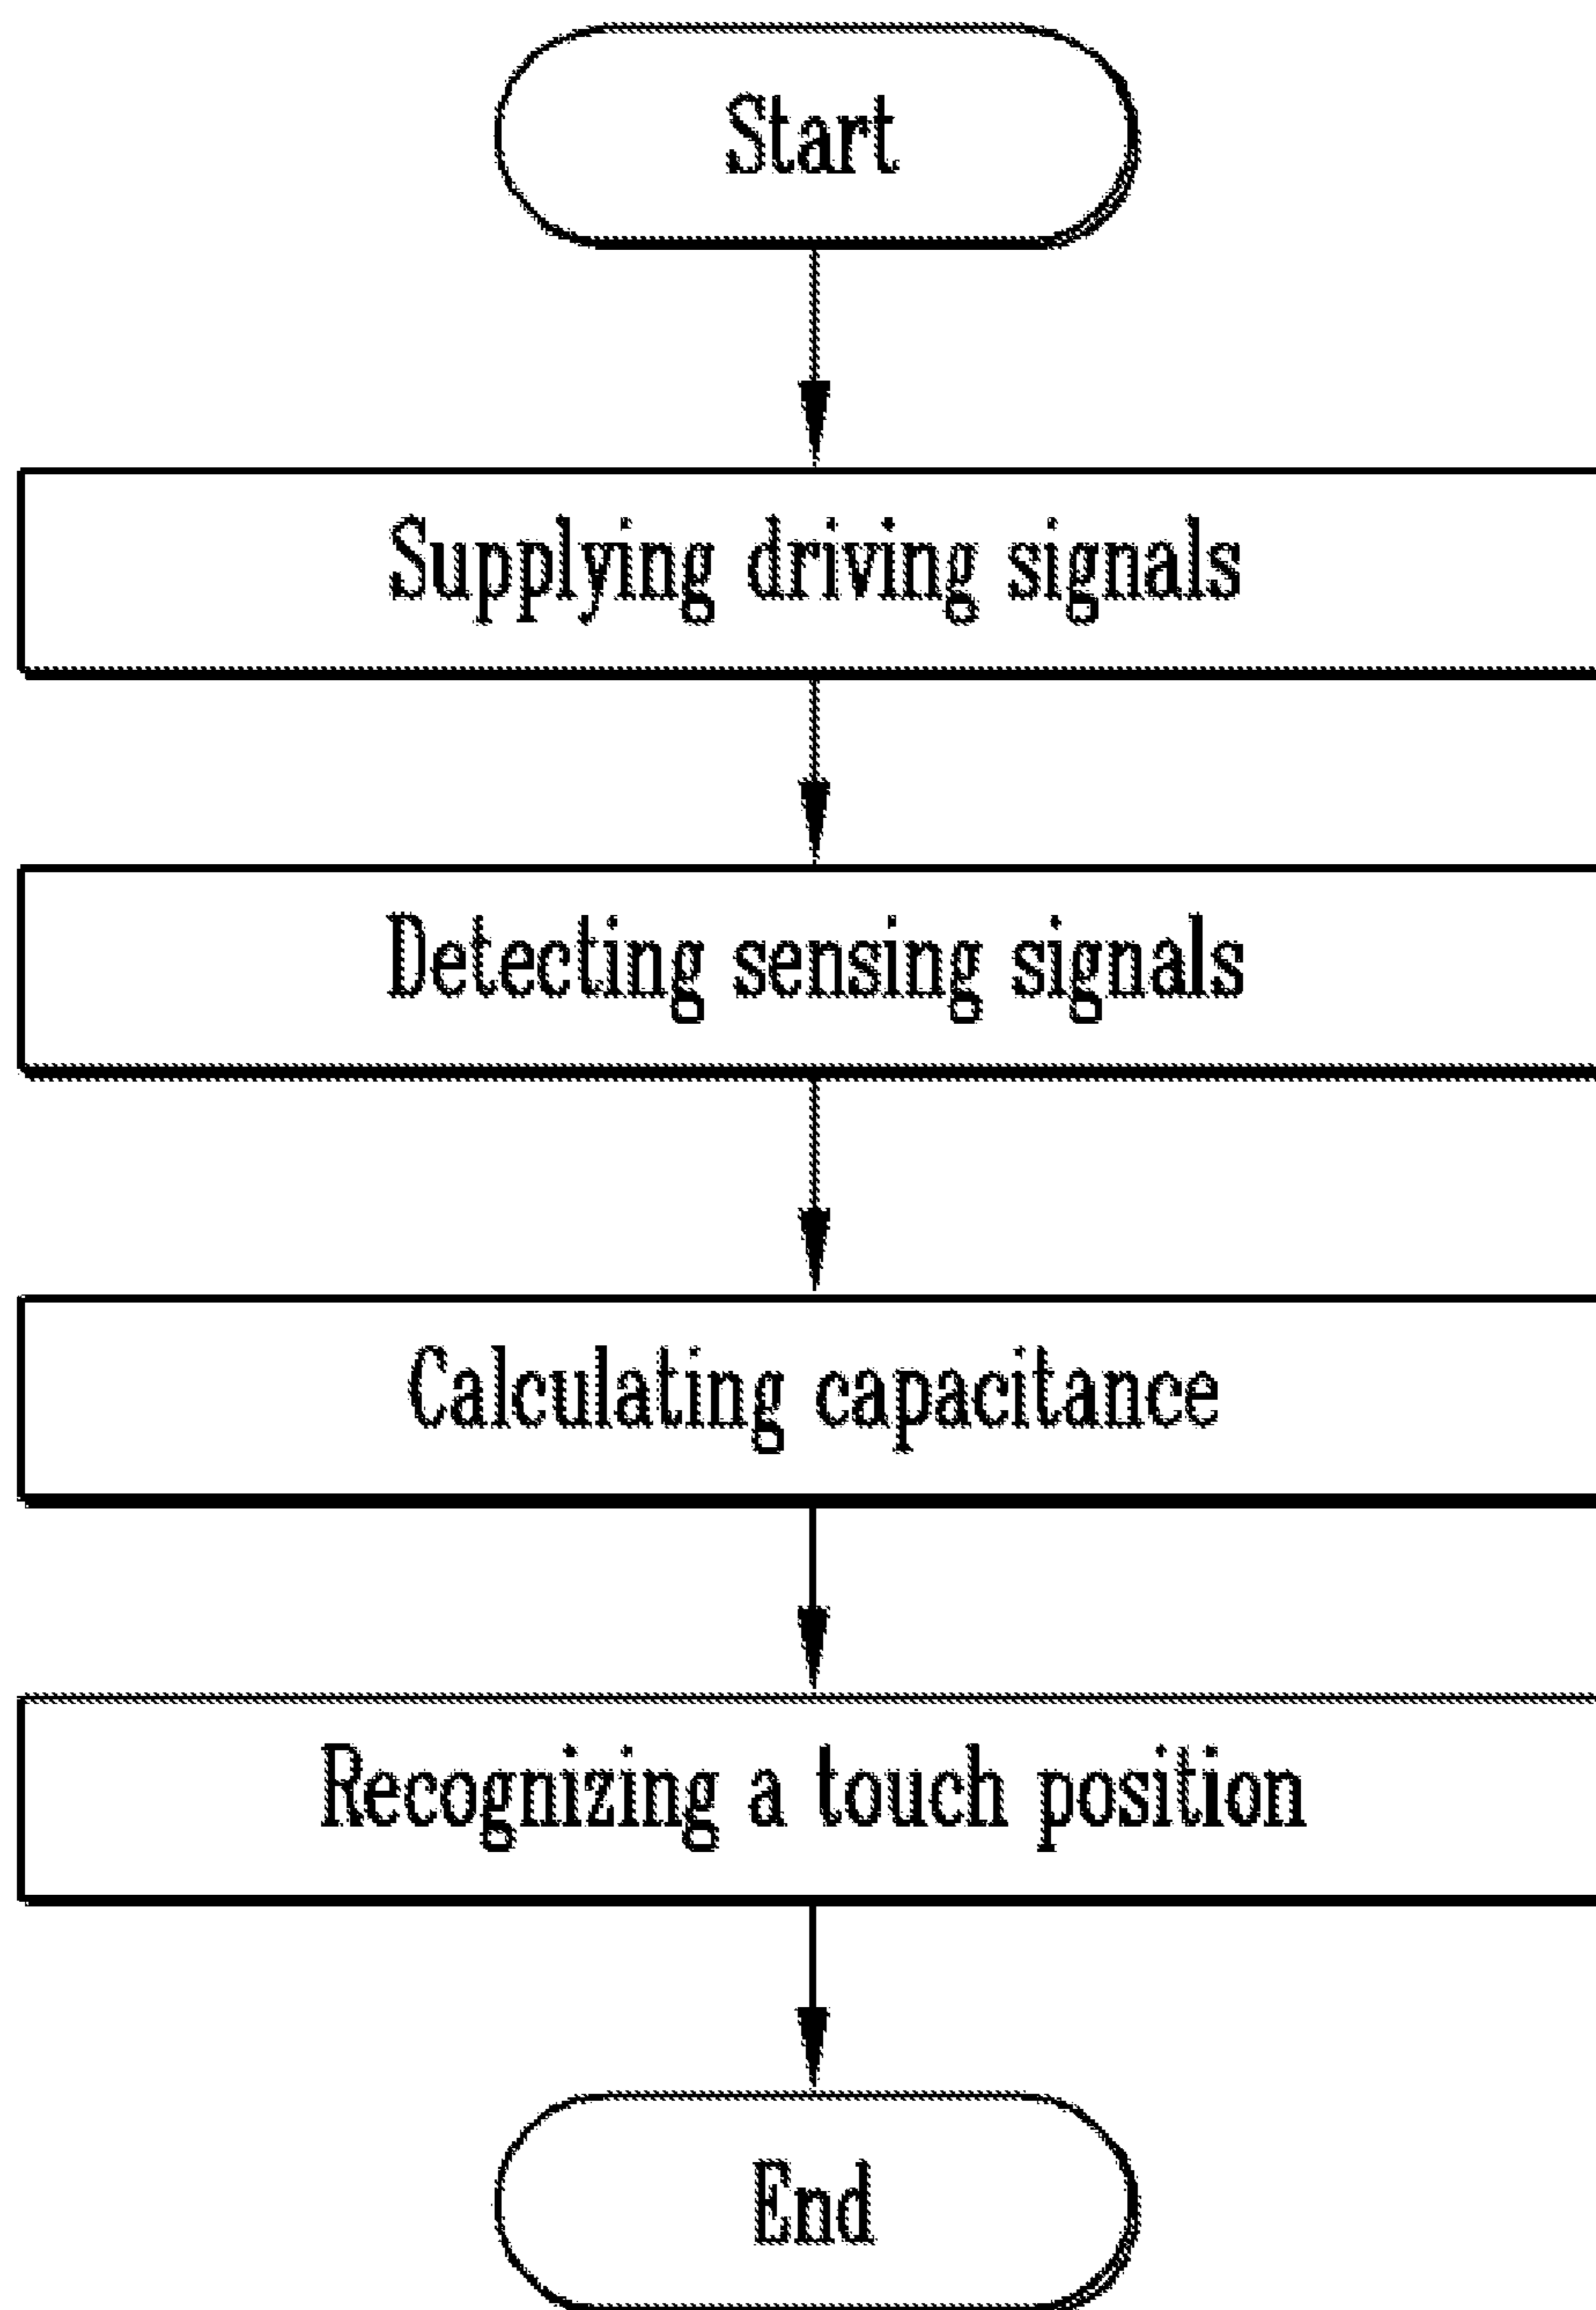 Start
Supplying driving signals
Detecting sensing signals
Calculating capacitance
Recognizing a touch position
End